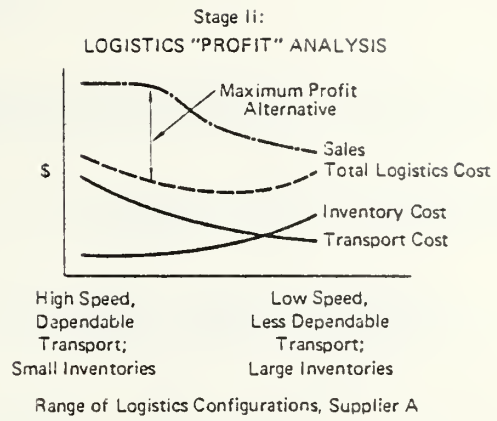 Stage Ii:
LOGISTICS "PROFIT" ANALYSIS
Maximum Profit
Alternative
Sales
$
Total Logistics Cost
Inventory Cost
Transport Cost
High Speed,
Dependable
Transport;
Small Inventories
Low Speed,
Less Dependable
Transport;
Large Inventories
Range of Logistics Configurations, Supplier A